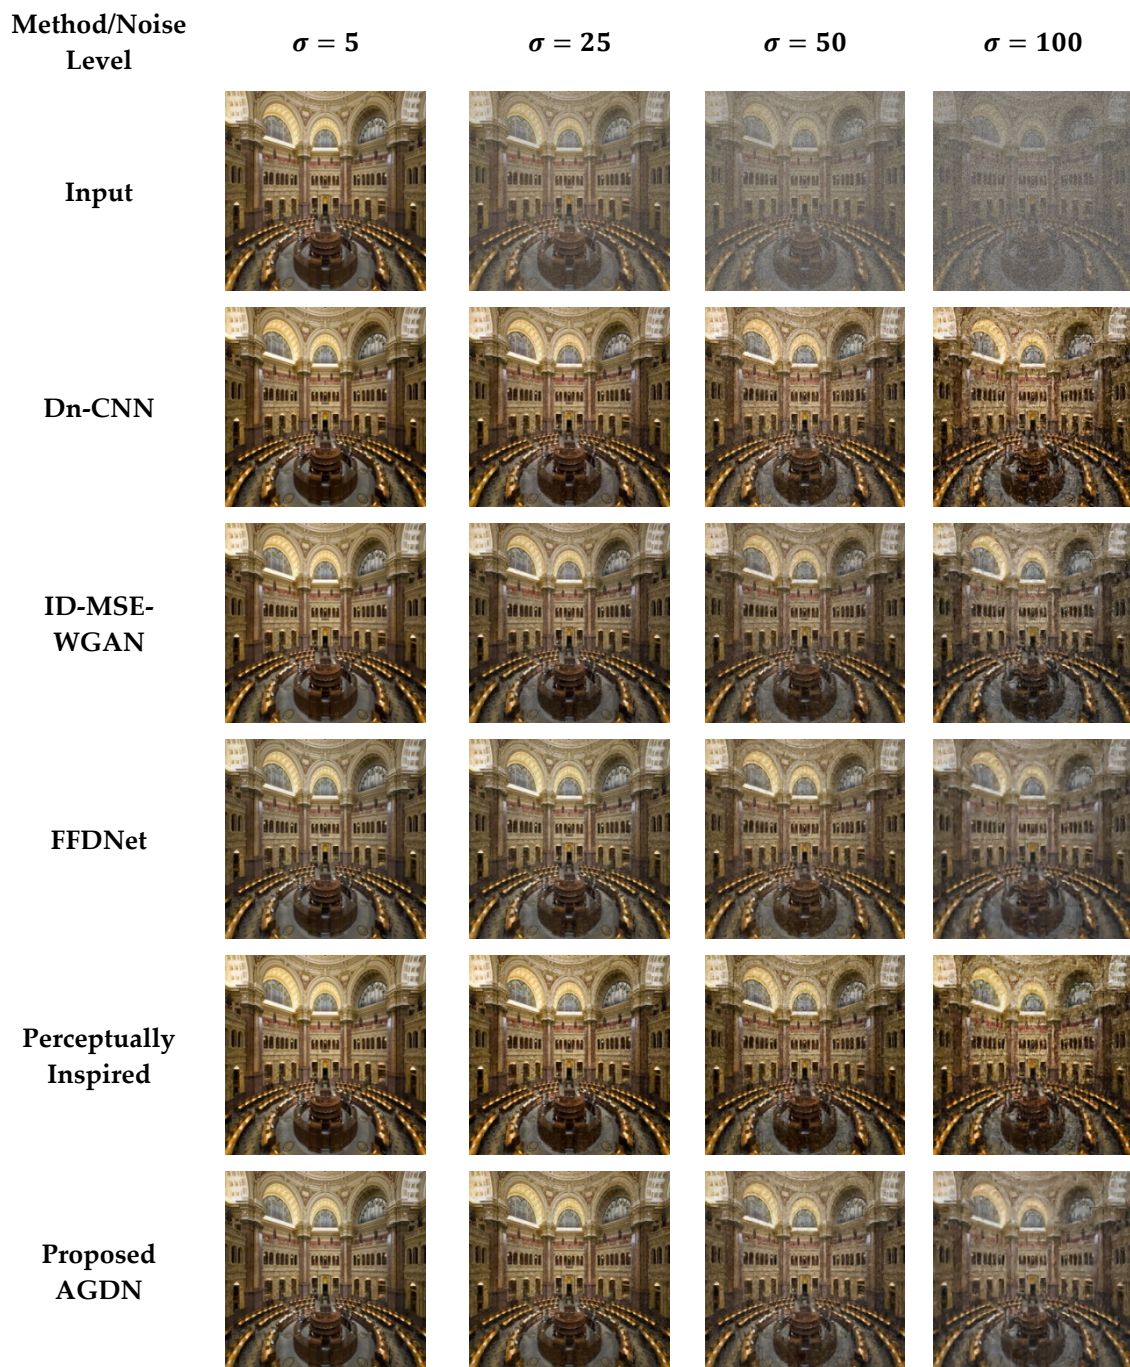 Method/Noise
Level
σ = 5
σ = 25
σ = 50
σ = 100
Input
Dn-CNN
ID-MSE-
WGAN
FFDNet
Perceptually
Inspired
Proposed
AGDN